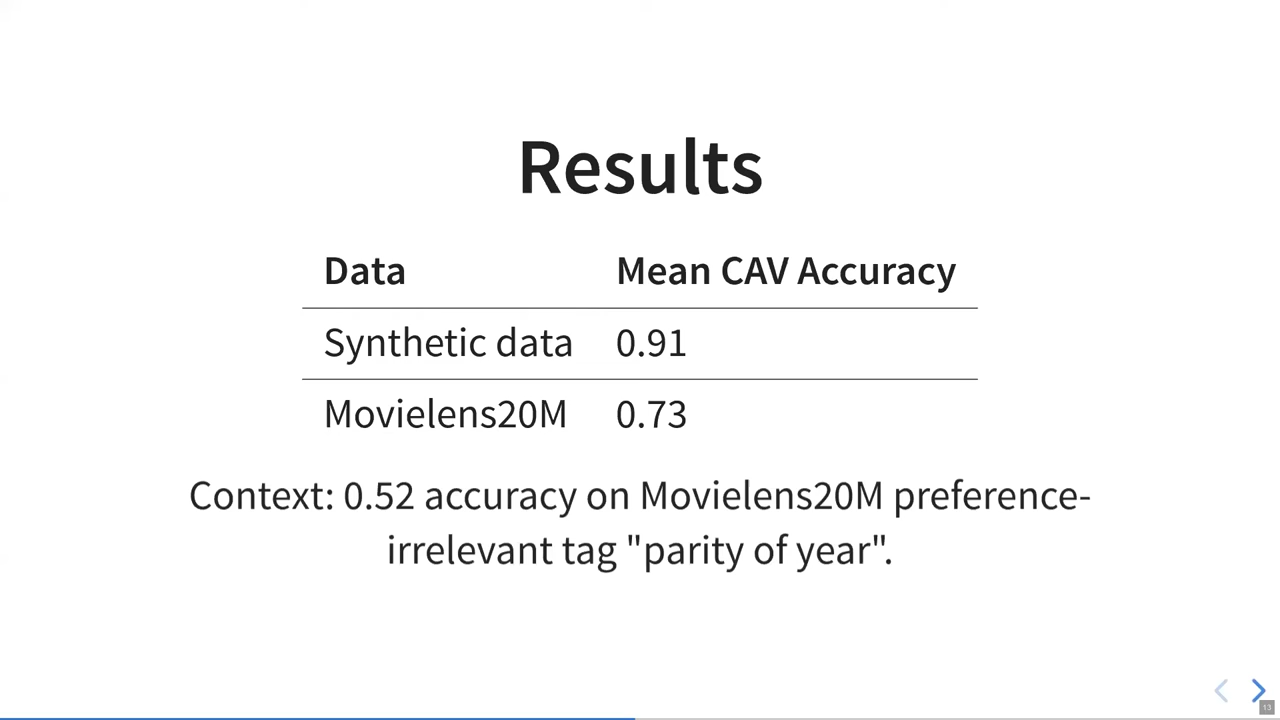 Results
Data Mean CAV Accuracy
Synthetic data 0.91
Movielens20M 0.73
Context: 0.52 accuracy on Movielens20M preference-
irrelevant tag "parity of year".
13